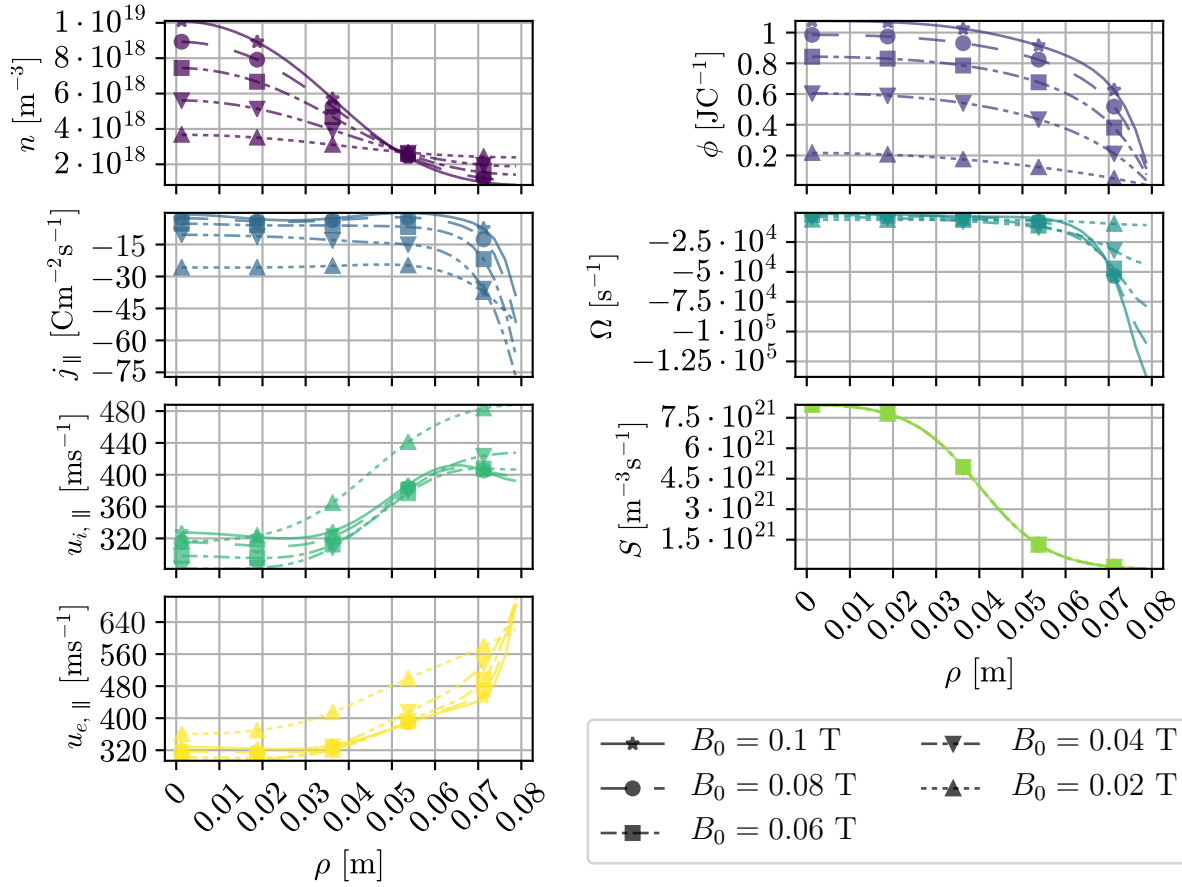 n [m⁻³]
1 · 10¹⁹
8 · 10¹⁸
6 · 10¹⁸
4 · 10¹⁸
2 · 10¹⁸
ϕ [JC⁻¹]
1
0.8
0.6
0.4
0.2
j∥ [Cm⁻²s⁻¹]
−15
−30
−45
−60
−75
Ω [s⁻¹]
−2.5 · 10⁴
−5 · 10⁴
−7.5 · 10⁴
−1 · 10⁵
−1.25 · 10⁵
u_{i,∥} [ms⁻¹]
480
440
400
360
320
S [m⁻³s⁻¹]
7.5 · 10²¹
6 · 10²¹
4.5 · 10²¹
3 · 10²¹
1.5 · 10²¹
0 0.01 0.02 0.03 0.04 0.05 0.06 0.07 0.08
ρ [m]
u_{e,∥} [ms⁻¹]
640
560
480
400
320
0 0.01 0.02 0.03 0.04 0.05 0.06 0.07 0.08
ρ [m]
B₀ = 0.1 T
B₀ = 0.08 T
B₀ = 0.06 T
B₀ = 0.04 T
B₀ = 0.02 T